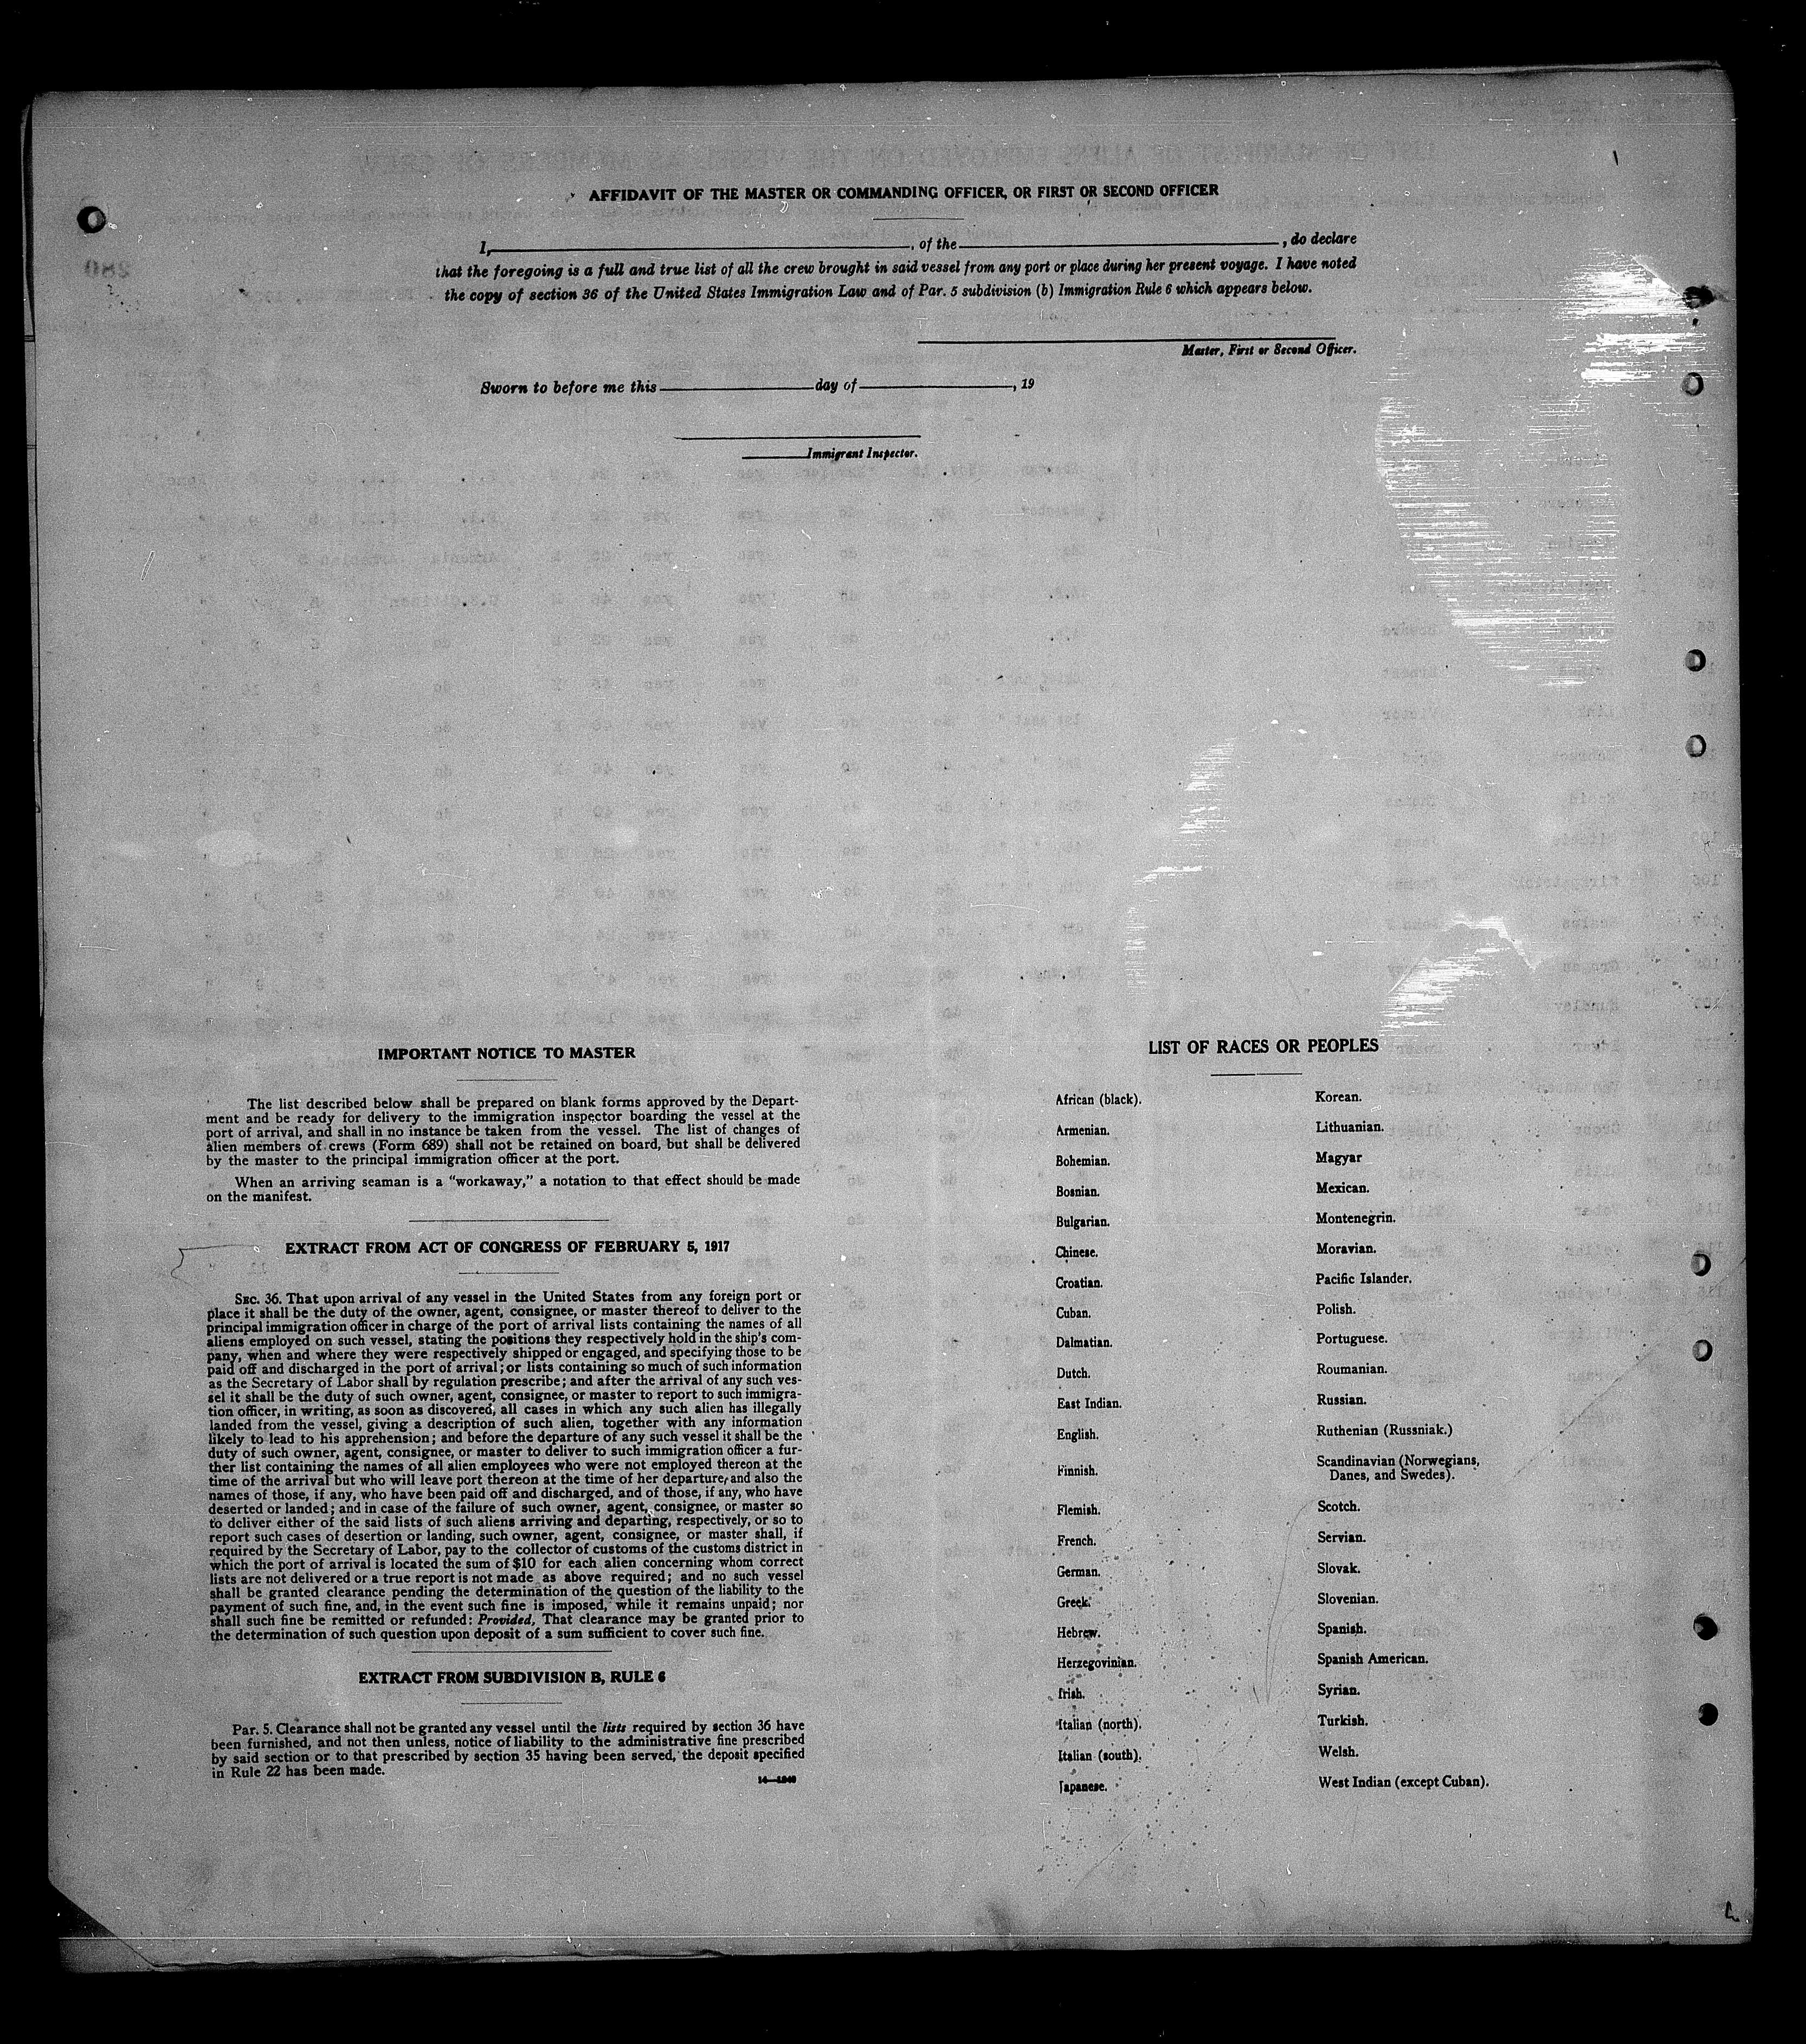 AFFIDAVIT OF THE MASTER OR COMMANDING OFFICER, OR FIRST OR SECOND OFFICER
I, , of the , do declare
that the foregoing is a full and true list of all the crew brought in said vessel from any port or place during her present voyage. I have noted
the copy of section 36 of the United States Immigration Law and of Par. 5 subdivision (b) Immigration Rule 6 which appears below.
Master, First or Second Officer.
Sworn to before me this day of , 19
Immigrant Inspector.
IMPORTANT NOTICE TO MASTER
The list described below shall be prepared on blank forms approved by the Depart-
ment and be ready for delivery to the immigration inspector boarding the vessel at the
port of arrival, and shall in no instance be taken from the vessel. The list of changes of
alien members of crews (Form 689) shall not be retained on board, but shall be delivered
by the master to the principal immigration officer at the port.
When an arriving seaman is a "workaway," a notation to that effect should be made
on the manifest.
EXTRACT FROM ACT OF CONGRESS OF FEBRUARY 5, 1917
SEC. 36. That upon arrival of any vessel in the United States from any foreign port or
place it shall be the duty of the owner, agent, consignee, or master thereof to deliver to the
principal immigration officer in charge of the port of arrival lists containing the names of all
aliens employed on such vessel, stating the positions they respectively hold in the ship's com-
pany, when and where they were respectively shipped or engaged, and specifying those to be
paid off and discharged in the port of arrival; or lists containing so much of such information
as the Secretary of Labor shall by regulation prescribe; and after the arrival of any such ves-
sel it shall be the duty of such owner, agent, consignee, or master to report to such immigra-
tion officer, in writing, as soon as discovered, all cases in which any such alien has illegally
landed from the vessel, giving a description of such alien, together with any information
likely to lead to his apprehension; and before the departure of any such vessel it shall be the
duty of such owner, agent, consignee, or master to deliver to such immigration officer a fur-
ther list containing the names of all alien employees who were not employed thereon at the
time of the arrival but who will leave port thereon at the time of her departure, and also the
names of those, if any, who have been paid off and discharged, and of those, if any, who have
deserted or landed; and in case of the failure of such owner, agent, consignee, or master so
to deliver either of the said lists of such aliens arriving and departing, respectively, or so to
report such cases of desertion or landing, such owner, agent, consignee, or master shall, if
required by the Secretary of Labor, pay to the collector of customs of the customs district in
which the port of arrival is located the sum of $10 for each alien concerning whom correct
lists are not delivered or a true report is not made as above required; and no such vessel
shall be granted clearance pending the determination of the question of the liability to the
payment of such fine, and, in the event such fine is imposed, while it remains unpaid; nor
shall such fine be remitted or refunded: Provided, That clearance may be granted prior to
the determination of such question upon deposit of a sum sufficient to cover such fine.
EXTRACT FROM SUBDIVISION B, RULE 6
Par. 5. Clearance shall not be granted any vessel until the lists required by section 36 have
been furnished, and not then unless, notice of liability to the administrative fine prescribed
by said section or to that prescribed by section 35 having been served, the deposit specified
in Rule 22 has been made.
LIST OF RACES OR PEOPLES
African (black).
Armenian.
Bohemian.
Bosnian.
Bulgarian.
Chinese.
Croatian.
Cuban.
Dalmatian.
Dutch.
East Indian.
English.
Finnish.
Flemish.
French.
German.
Greek.
Hebrew.
Herzegovinian.
Irish.
Italian (north).
Italian (south).
Japanese.
Korean.
Lithuanian.
Magyar
Mexican.
Montenegrin.
Moravian.
Pacific Islander.
Polish.
Portuguese.
Roumanian.
Russian.
Ruthenian (Russniak.)
Scandinavian (Norwegians,
Danes, and Swedes).
Scotch.
Servian.
Slovak.
Slovenian.
Spanish.
Spanish American.
Syrian.
Turkish.
Welsh.
West Indian (except Cuban).